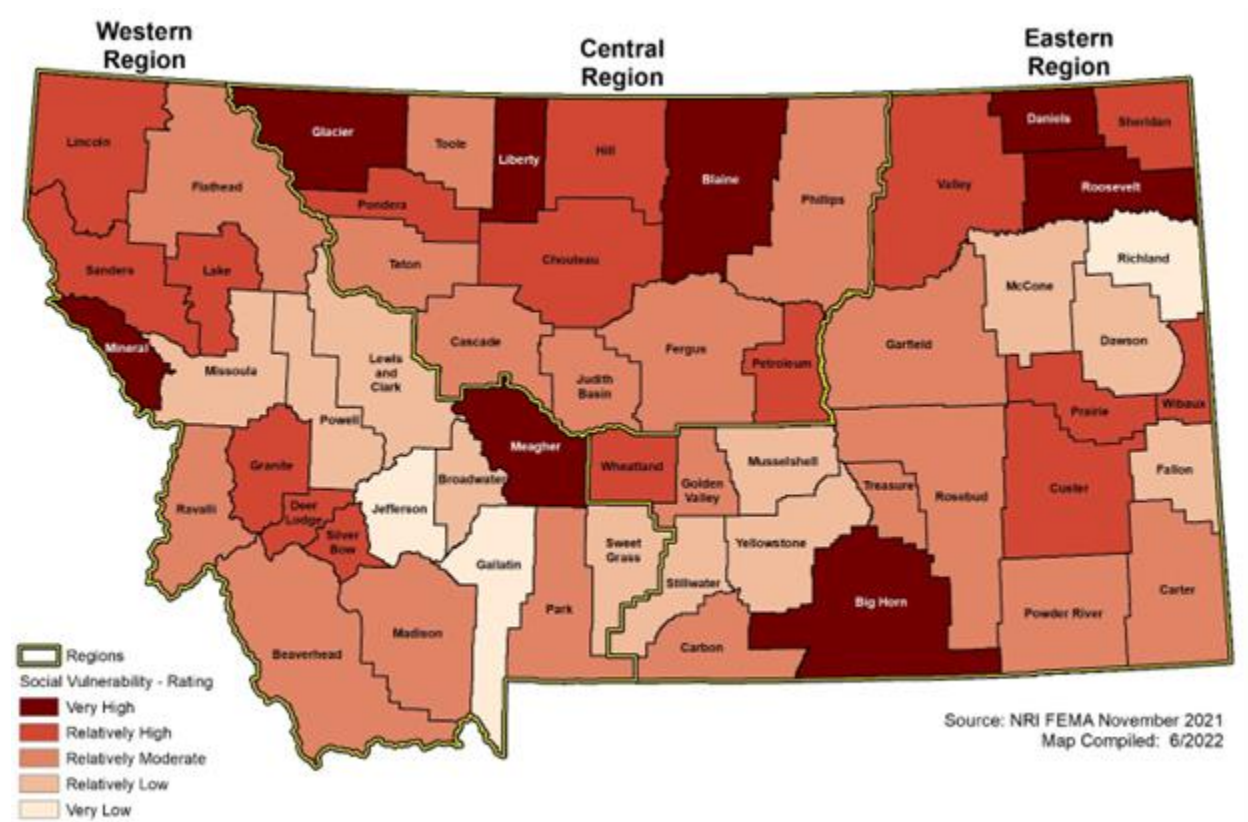 Western
Region
Central
Region
Eastern
Region
Lincoln
Flathead
Glacier
Toole
Liberty
Hill
Blaine
Phillips
Valley
Daniels
Sheridan
Roosevelt
Pondera
Teton
Chouteau
Sanders
Lake
Richland
McCone
Dawson
Garfield
Mineral
Missoula
Lewis
and
Clark
Powell
Cascade
Judith
Basin
Fergus
Petroleum
Prairie
Wibaux
Meagher
Wheatland
Golden
Valley
Musselshell
Treasure
Rosebud
Custer
Fallon
Granite
Ravalli
Deer
Lodge
Silver
Bow
Jefferson
Broadwater
Gallatin
Park
Sweet
Grass
Stillwater
Yellowstone
Big Horn
Carbon
Powder River
Carter
Madison
Beaverhead
Regions
Social Vulnerability - Rating
Very High
Relatively High
Relatively Moderate
Relatively Low
Very Low
Source: NRI FEMA November 2021
Map Compiled: 6/2022